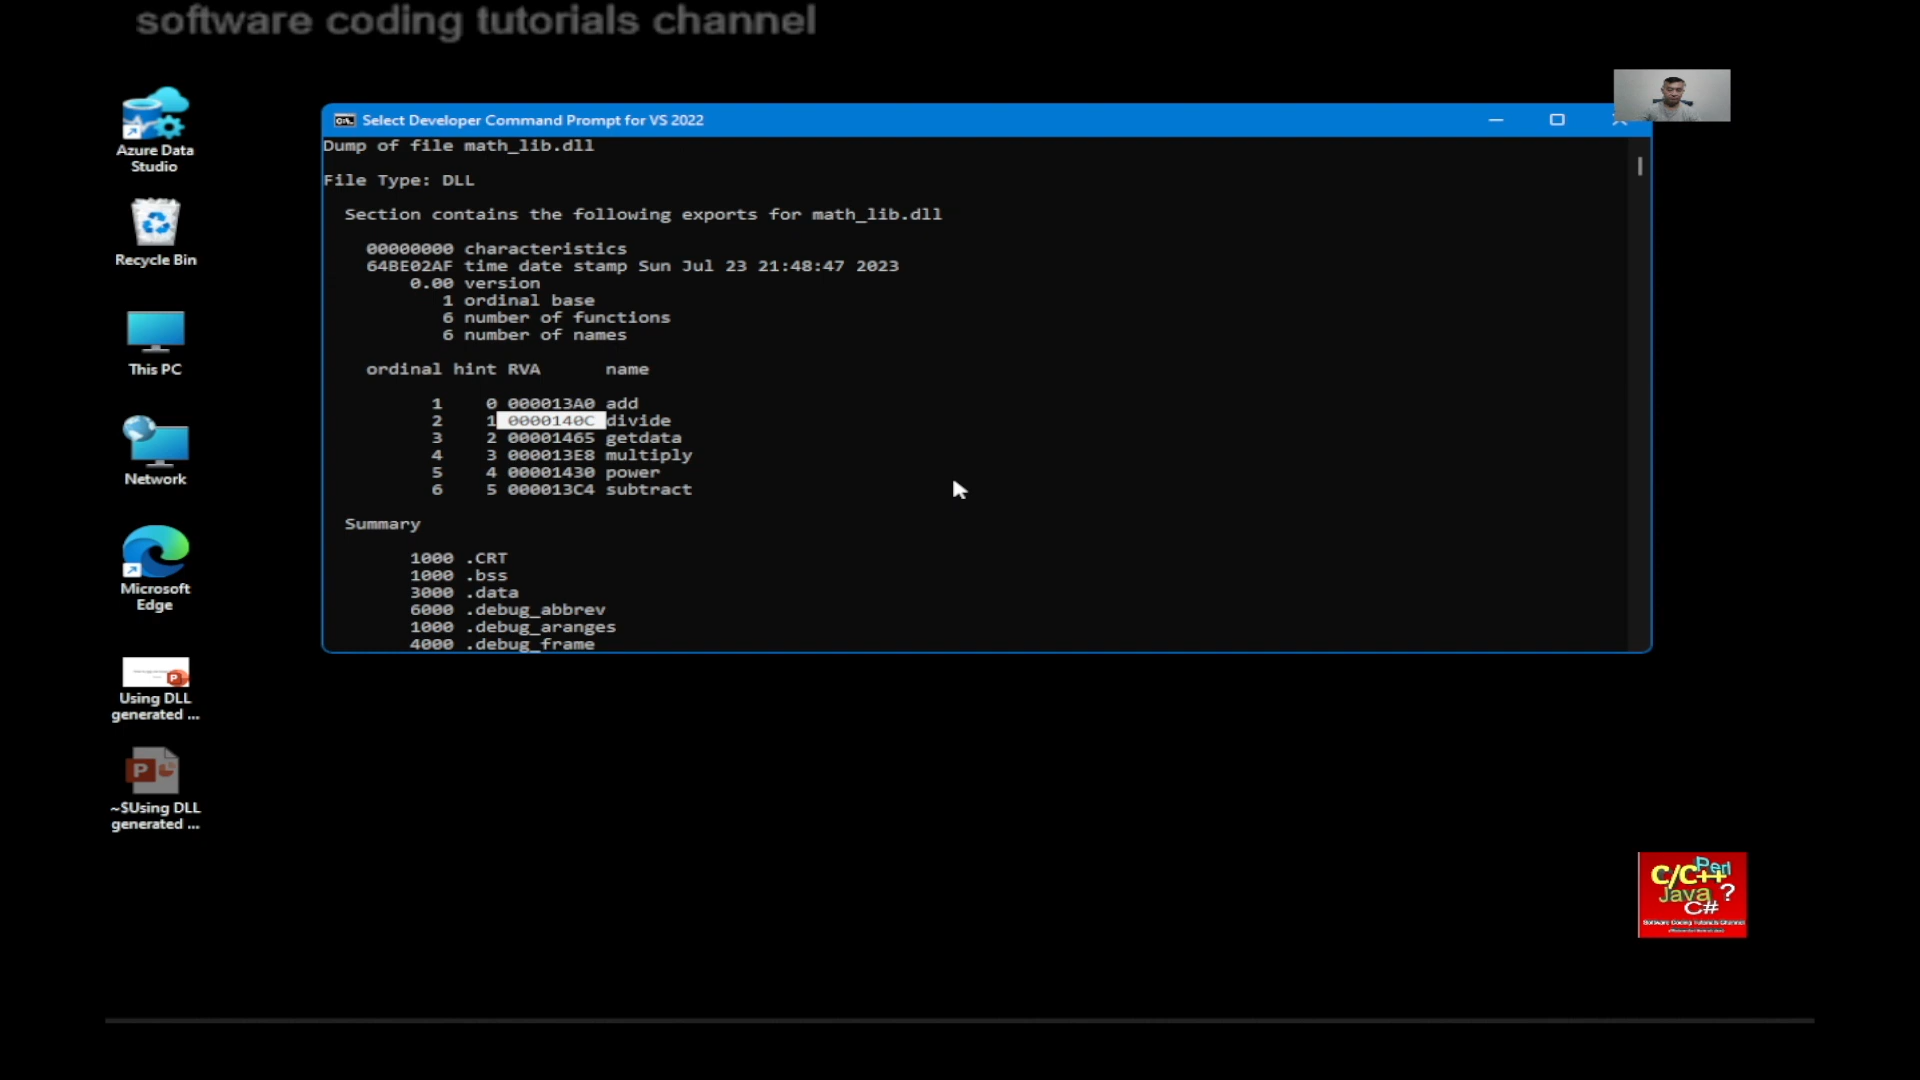 software coding tutorials channel
Azure Data
Studio
Recycle Bin
This PC
Network
Microsoft
Edge
Using DLL
generated ...
~$Using DLL
generated ...
Select Developer Command Prompt for VS 2022
Dump of file math_lib.dll
File Type: DLL
Section contains the following exports for math_lib.dll
00000000 characteristics
64BE02AF time date stamp Sun Jul 23 21:48:47 2023
0.00 version
1 ordinal base
6 number of functions
6 number of names
ordinal hint RVA      name
1    0 000013A0 add
2    1 0000140C divide
3    2 00001465 getdata
4    3 000013E8 multiply
5    4 00001430 power
6    5 000013C4 subtract
Summary
1000 .CRT
1000 .bss
3000 .data
6000 .debug_abbrev
1000 .debug_aranges
4000 .debug_frame
C/C++ Perl
Java ?
C#
Software Coding Tutorials Channel